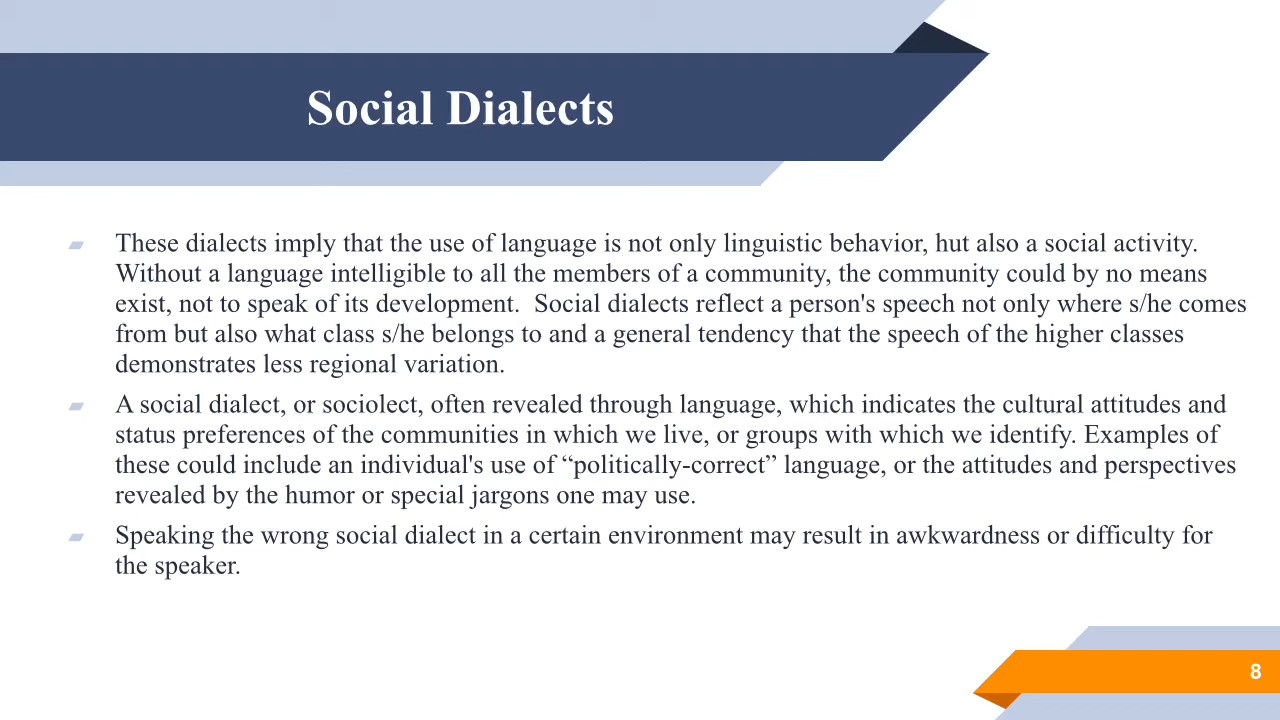 Social Dialects
These dialects imply that the use of language is not only linguistic behavior, hut also a social activity.
Without a language intelligible to all the members of a community, the community could by no means
exist, not to speak of its development.  Social dialects reflect a person's speech not only where s/he comes
from but also what class s/he belongs to and a general tendency that the speech of the higher classes
demonstrates less regional variation.
A social dialect, or sociolect, often revealed through language, which indicates the cultural attitudes and
status preferences of the communities in which we live, or groups with which we identify. Examples of
these could include an individual's use of “politically-correct” language, or the attitudes and perspectives
revealed by the humor or special jargons one may use.
Speaking the wrong social dialect in a certain environment may result in awkwardness or difficulty for
the speaker.
8